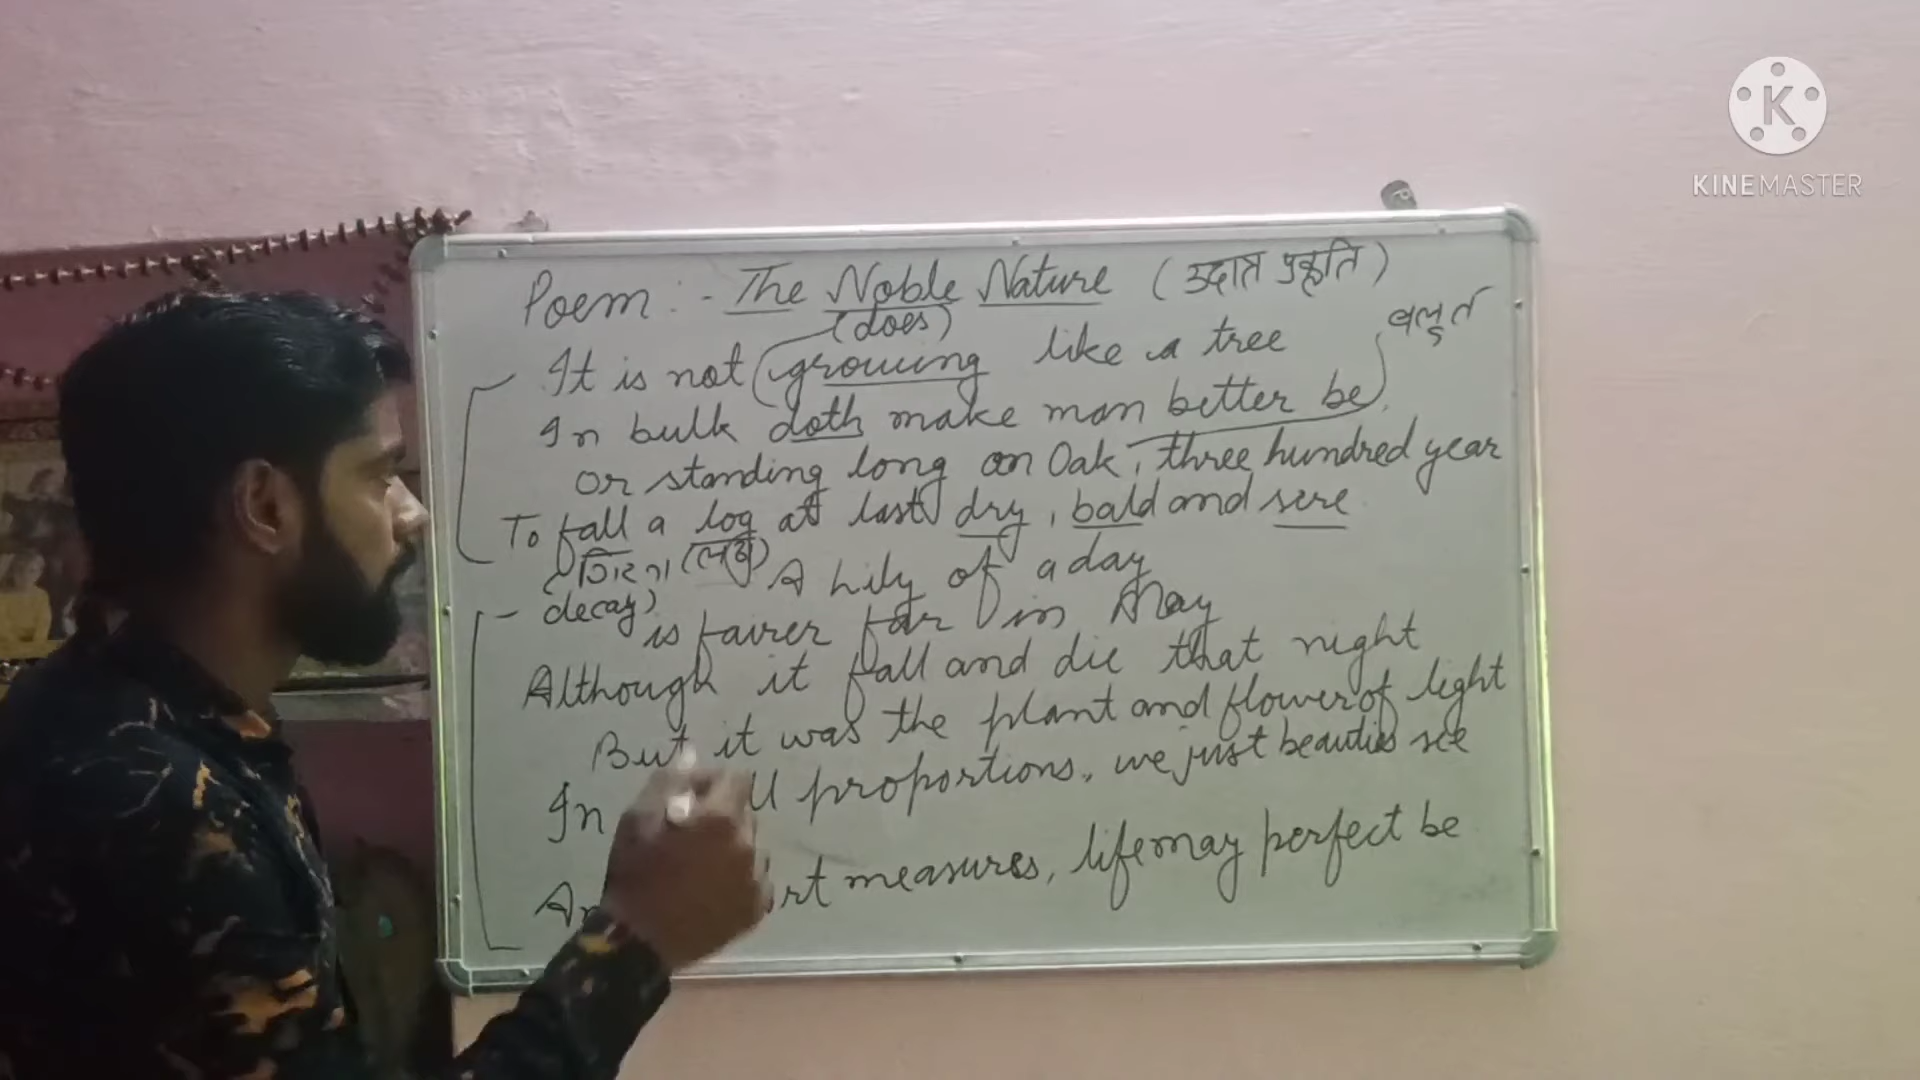 Poem :- The Noble Nature (उदात्त प्रकृति)
(does)
बलूत
It is not growing like a tree
In bulk doth make man better be
or standing long an Oak, three hundred year
To fall a log at last dry, bald and sere
(गिरना (लट्ठा)
decay)
A Lily of a day
is fairer far in May
Although it fall and die that night
But it was the plant and flower of light
In ll proportions, we just beauties see
An rt measures, life may perfect be
K
KINEMASTER